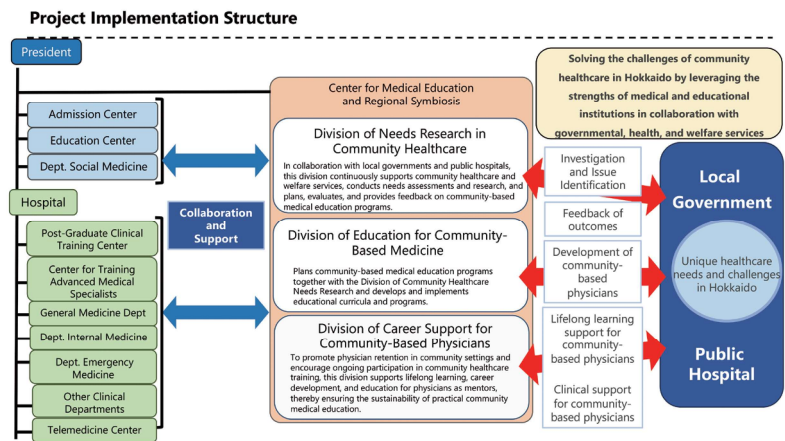 Project Implementation Structure
President
Admission Center
Education Center
Dept. Social Medicine
Hospital
Post-Graduate Clinical
Training Center
Center for Training
Advanced Medical
Specialists
General Medicine Dept
Dept. Internal Medicine
Dept. Emergency
Medicine
Other Clinical
Departments
Telemedicine Center
Collaboration
and
Support
Center for Medical Education
and Regional Symbiosis
Division of Needs Research in
Community Healthcare
In collaboration with local governments and public hospitals,
this division continuously supports community healthcare and
welfare services, conducts needs assessments and research, and
plans, evaluates, and provides feedback on community-based
medical education programs.
Division of Education for Community-
Based Medicine
Plans community-based medical education programs
together with the Division of Community Healthcare
Needs Research and develops and implements
educational curricula and programs.
Division of Career Support for
Community-Based Physicians
To promote physician retention in community settings and
encourage ongoing participation in community healthcare
training, this division supports lifelong learning, career
development, and education for physicians as mentors,
thereby ensuring the sustainability of practical community
medical education.
Solving the challenges of community
healthcare in Hokkaido by leveraging the
strengths of medical and educational
institutions in collaboration with
governmental, health, and welfare services
Investigation
and Issue
Identification
Feedback of
outcomes
Development of
community-
based physicians
Lifelong learning
support for
community-
based physicians
Clinical support
for community-
based physicians
Local
Government
Unique healthcare
needs and challenges
in Hokkaido
Public
Hospital